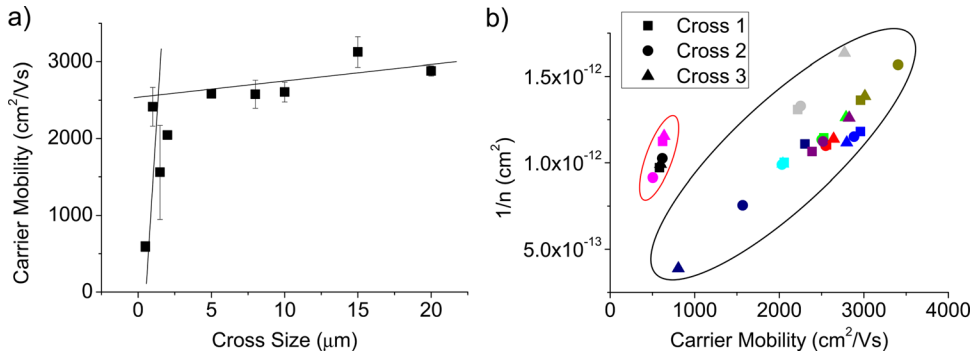 a)
Carrier Mobility (cm²/Vs)
3000
2000
1000
0
0 5 10 15 20
Cross Size (μm)
b)
Cross 1
Cross 2
Cross 3
1/n (cm²)
1.5x10⁻¹²
1.0x10⁻¹²
5.0x10⁻¹³
0 1000 2000 3000 4000
Carrier Mobility (cm²/Vs)